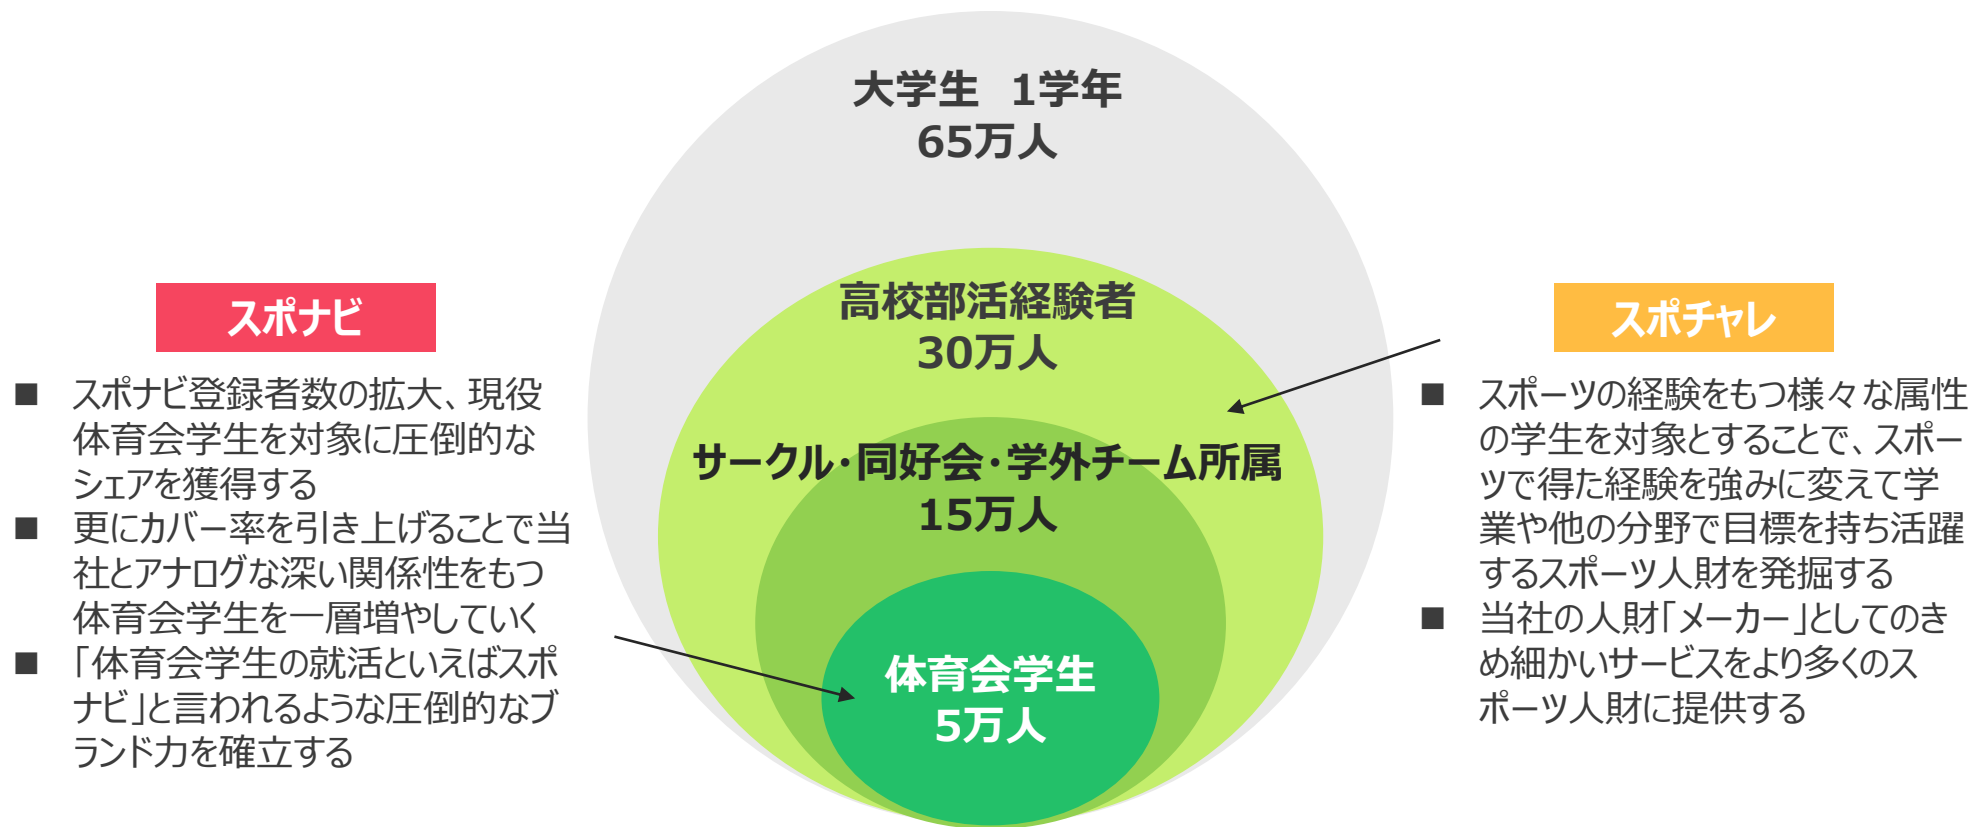 大学生　1学年
65万人
高校部活経験者
30万人
サークル・同好会・学外チーム所属
15万人
体育会学生
5万人
スポナビ
■ スポナビ登録者数の拡大、現役
体育会学生を対象に圧倒的な
シェアを獲得する
■ 更にカバー率を引き上げることで当
社とアナログな深い関係性をもつ
体育会学生を一層増やしていく
■ 「体育会学生の就活といえばスポ
ナビ」と言われるような圧倒的なブ
ランド力を確立する
スポチャレ
■ スポーツの経験をもつ様々な属性
の学生を対象とすることで、スポー
ツで得た経験を強みに変えて学
業や他の分野で目標を持ち活躍
するスポーツ人財を発掘する
■ 当社の人財「メーカー」としてのき
め細かいサービスをより多くのス
ポーツ人財に提供する